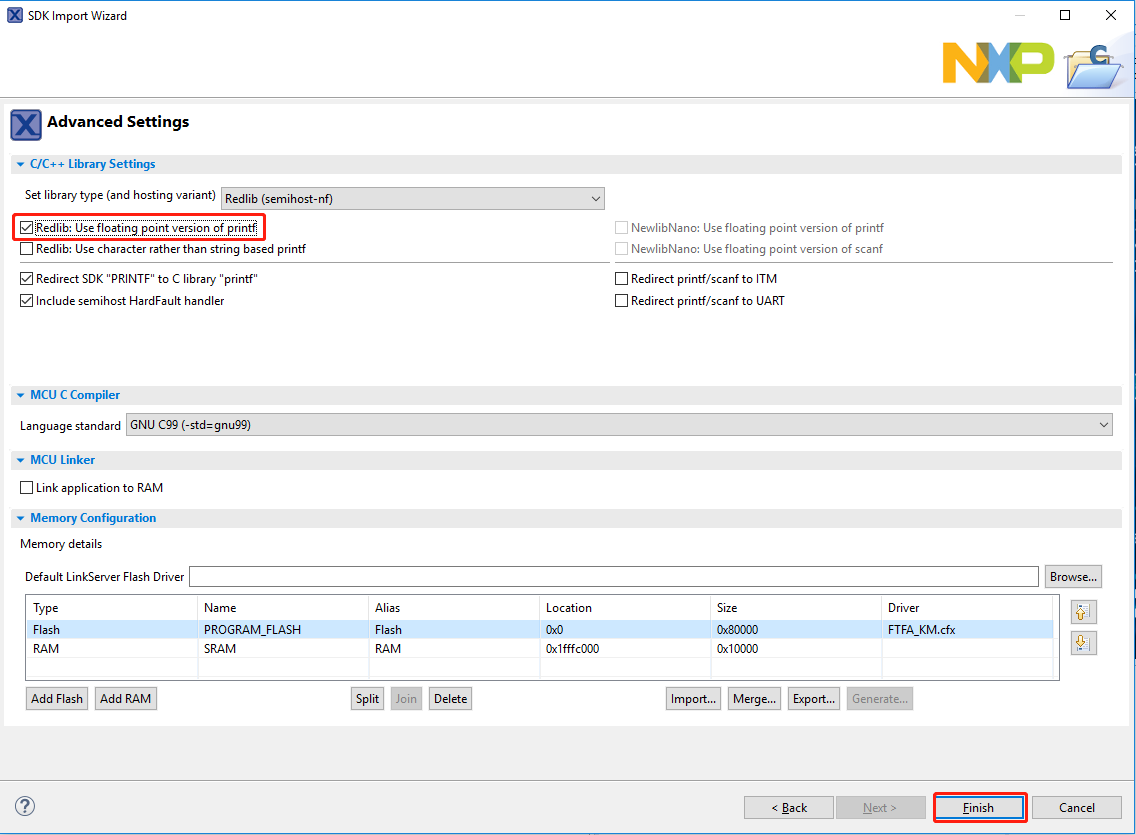 SDK Import Wizard
NXP
C
Advanced Settings
C/C++ Library Settings
Set library type (and hosting variant) Redlib (semihost-nf)
Redlib: Use floating point version of printf NewlibNano: Use floating point version of printf
Redlib: Use character rather than string based printf NewlibNano: Use floating point version of scanf
Redirect SDK "PRINTF" to C library "printf" Redirect printf/scanf to ITM
Include semihost HardFault handler Redirect printf/scanf to UART
MCU C Compiler
Language standard GNU C99 (-std=gnu99)
MCU Linker
Link application to RAM
Memory Configuration
Memory details
Default LinkServer Flash Driver Browse...
Type Name Alias Location Size Driver
Flash PROGRAM_FLASH Flash 0x0 0x80000 FTFA_KM.cfx
RAM SRAM RAM 0x1fffc000 0x10000
Add Flash Add RAM Split Join Delete Import... Merge... Export... Generate...
? < Back Next > Finish Cancel